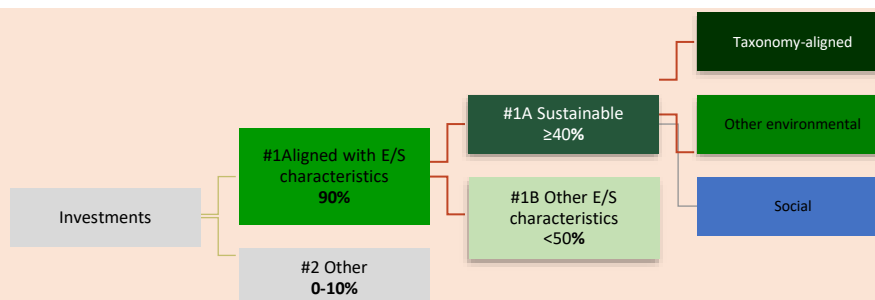 Taxonomy-aligned
#1A Sustainable
≥40%
Other environmental
#1Aligned with E/S
characteristics
90%
#1B Other E/S
characteristics
<50%
Investments
Social
#2 Other
0-10%